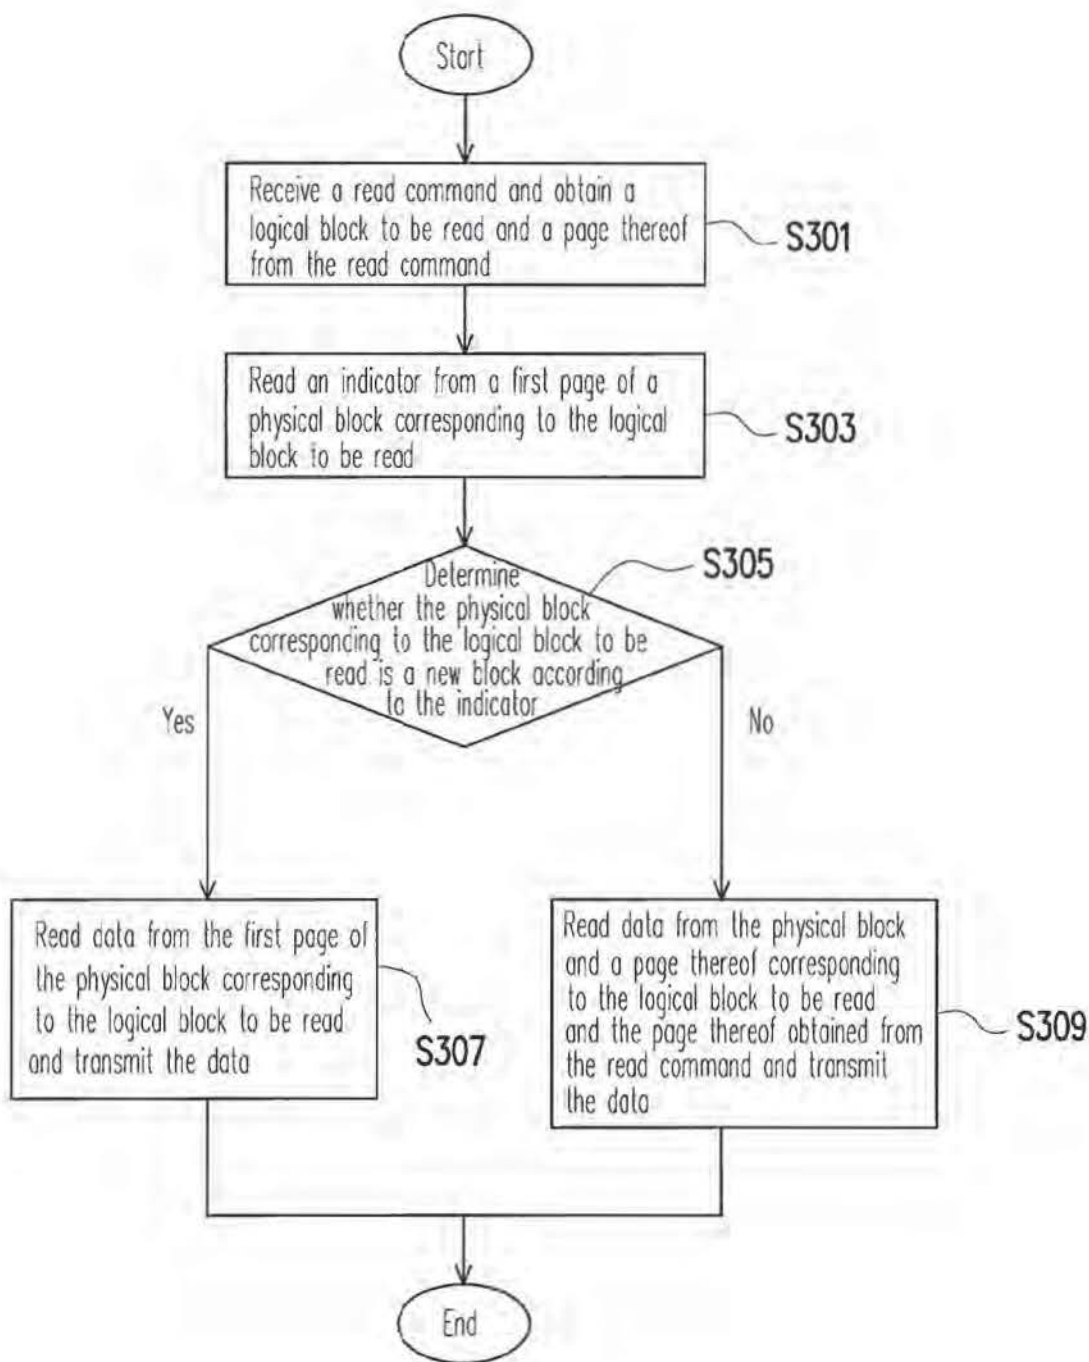 Start
Receive a read command and obtain a
logical block to be read and a page thereof
from the read command
S301
Read an indicator from a first page of a
physical block corresponding to the logical
block to be read
S303
Determine
whether the physical block
corresponding to the logical block to be
read is a new block according
to the indicator
S305
Yes
No
Read data from the first page of
the physical block corresponding
to the logical block to be read
and transmit the data
S307
Read data from the physical block
and a page thereof corresponding
to the logical block to be read
and the page thereof obtained from
the read command and transmit
the data
S309
End